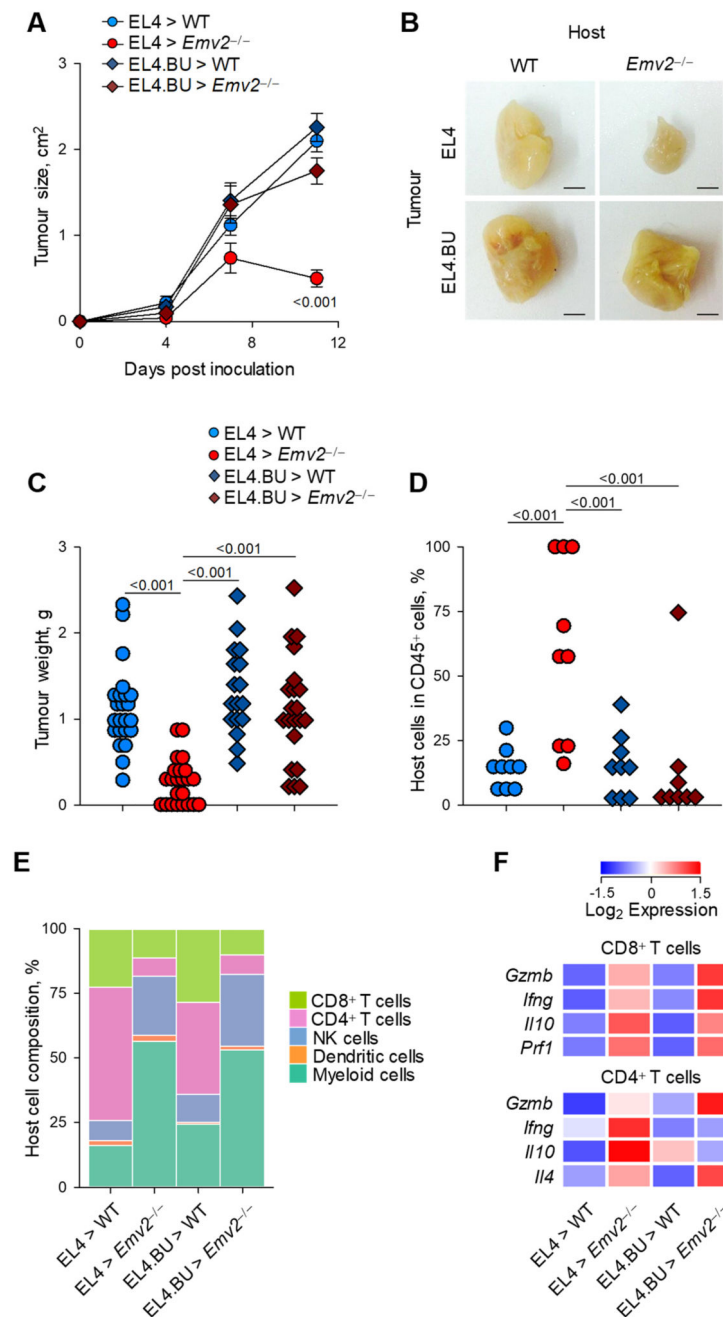 A
EL4 > WT
EL4 > Emv2−/−
EL4.BU > WT
EL4.BU > Emv2−/−
Tumour size, cm2
3
2
1
0
0
4
8
12
<0.001
Days post inoculation
B
Host
WT
Emv2−/−
Tumour
EL4
EL4.BU
EL4 > WT
EL4 > Emv2−/−
EL4.BU > WT
EL4.BU > Emv2−/−
C
<0.001
<0.001
<0.001
Tumour weight, g
3
2
1
0
D
<0.001
<0.001
<0.001
Host cells in CD45+ cells, %
100
75
50
25
0
E
Host cell composition, %
100
75
50
25
0
CD8+ T cells
CD4+ T cells
NK cells
Dendritic cells
Myeloid cells
EL4 > WT
EL4 > Emv2−/−
EL4.BU > WT
EL4.BU > Emv2−/−
F
-1.5
0
1.5
Log2 Expression
CD8+ T cells
Gzmb
Ifng
Il10
Prf1
CD4+ T cells
Gzmb
Ifng
Il10
Il4
EL4 > WT
EL4 > Emv2−/−
EL4.BU > WT
EL4.BU > Emv2−/